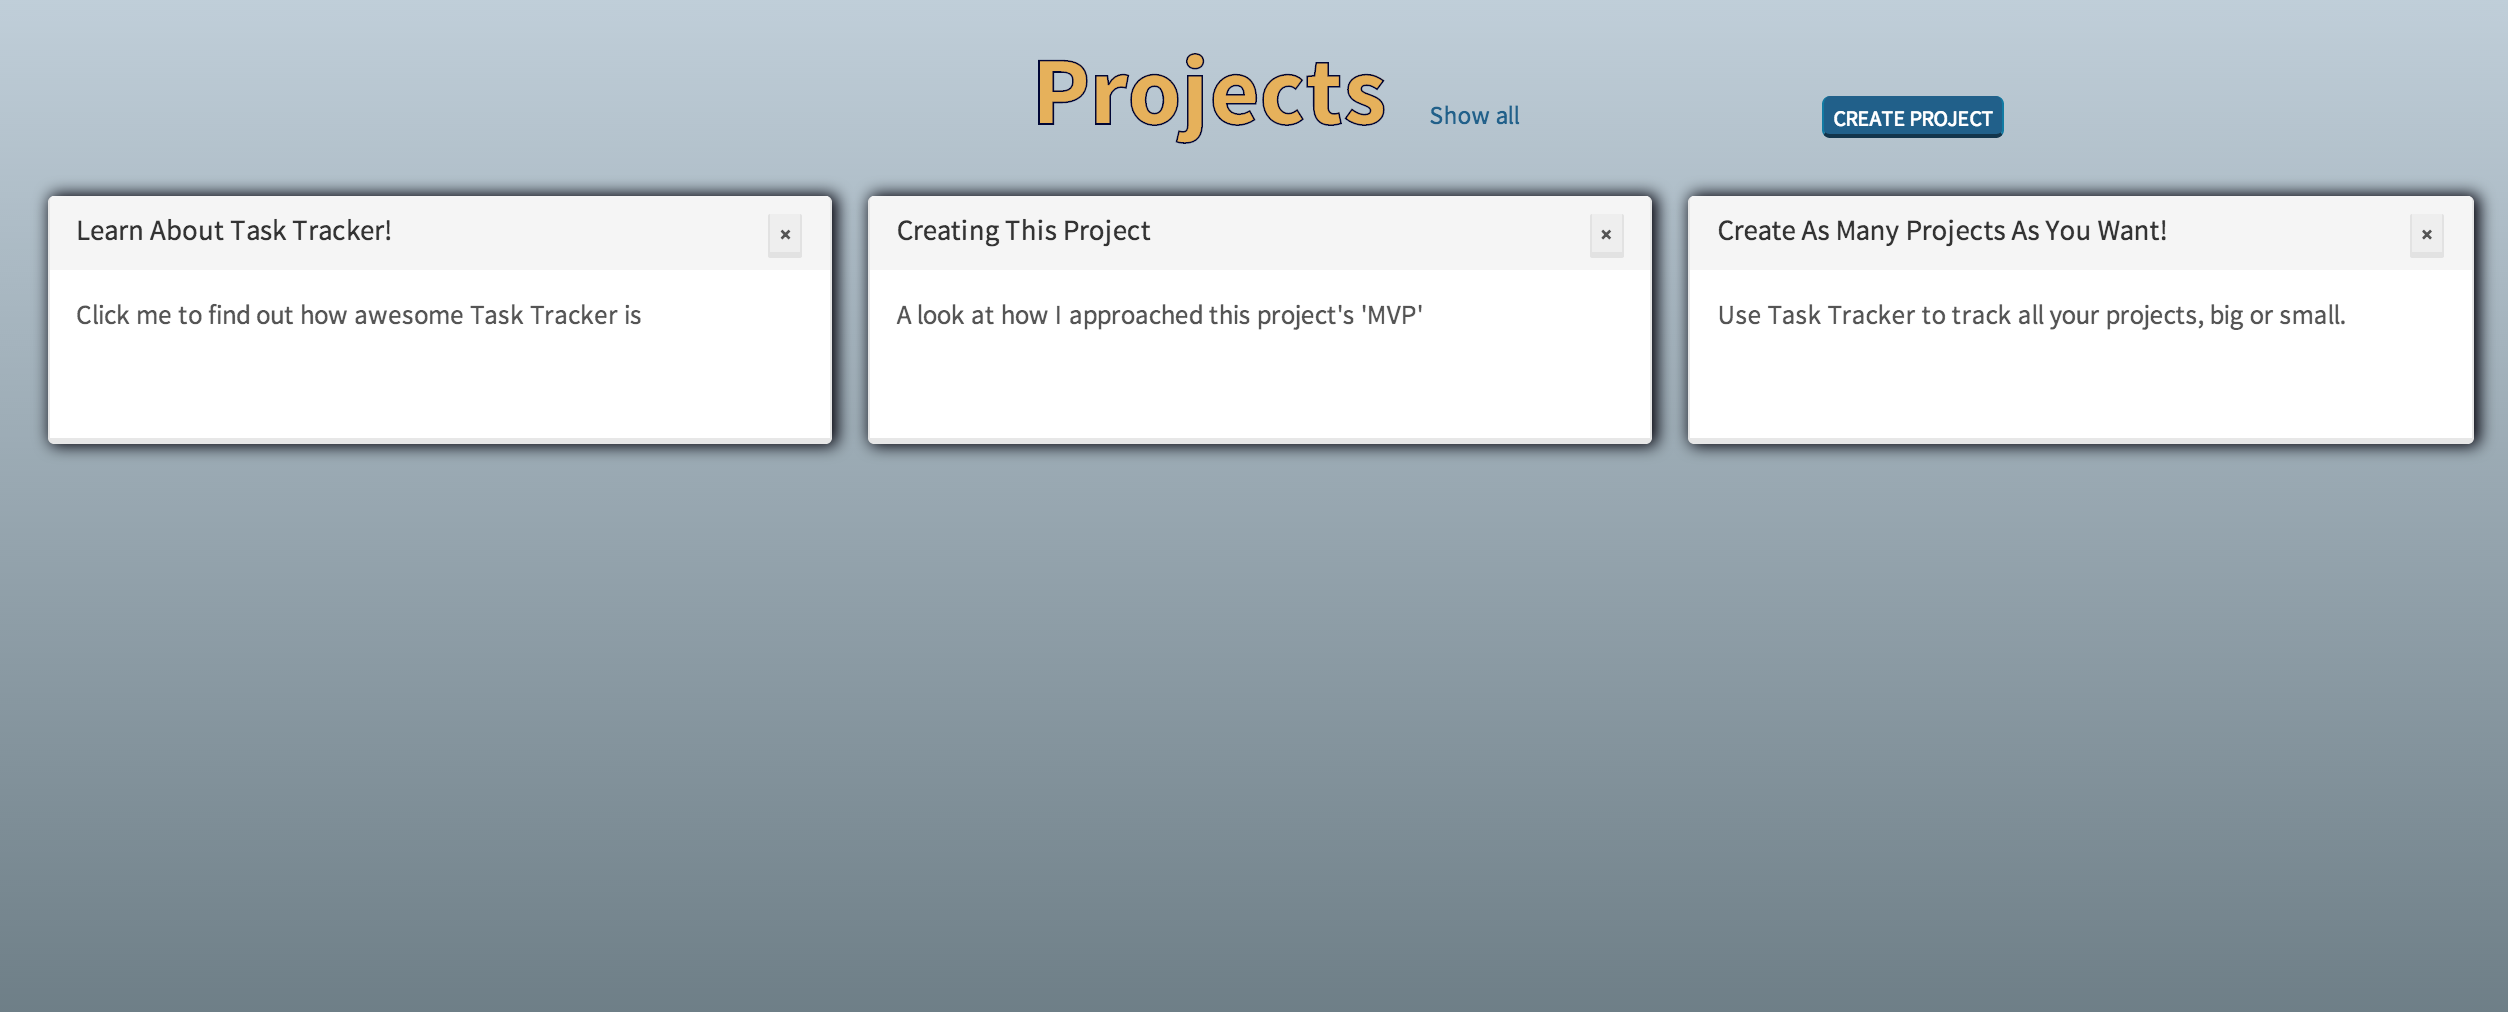 Projects
Show all
CREATE PROJECT
Learn About Task Tracker!
×
Click me to find out how awesome Task Tracker is
Creating This Project
×
A look at how I approached this project's 'MVP'
Create As Many Projects As You Want!
×
Use Task Tracker to track all your projects, big or small.